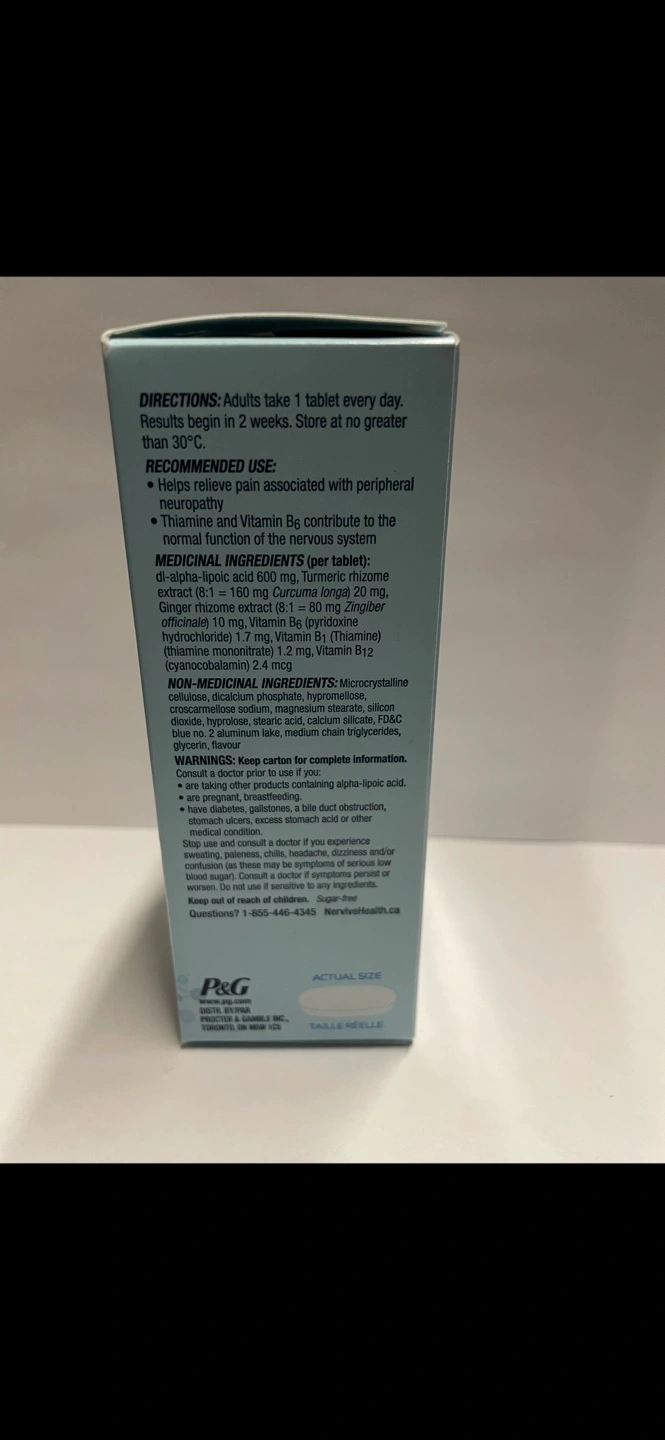 DIRECTIONS: Adults take 1 tablet every day.
Results begin in 2 weeks. Store at no greater
than 30°C.
RECOMMENDED USE:
• Helps relieve pain associated with peripheral
neuropathy
• Thiamine and Vitamin B6 contribute to the
normal function of the nervous system
MEDICINAL INGREDIENTS (per tablet):
dl-alpha-lipoic acid 600 mg, Turmeric rhizome
extract (8:1 = 160 mg Curcuma longa) 20 mg,
Ginger rhizome extract (8:1 = 80 mg Zingiber
officinale) 10 mg, Vitamin B6 (pyridoxine
hydrochloride) 1.7 mg, Vitamin B1 (Thiamine)
(thiamine mononitrate) 1.2 mg, Vitamin B12
(cyanocobalamin) 2.4 mcg
NON-MEDICINAL INGREDIENTS: Microcrystalline
cellulose, dicalcium phosphate, hypromellose,
croscarmellose sodium, magnesium stearate, silicon
dioxide, hyprolose, stearic acid, calcium silicate, FD&C
blue no. 2 aluminum lake, medium chain triglycerides,
glycerin, flavour
WARNINGS: Keep carton for complete information.
Consult a doctor prior to use if you:
• are taking other products containing alpha-lipoic acid.
• are pregnant, breastfeeding.
• have diabetes, gallstones, a bile duct obstruction,
stomach ulcers, excess stomach acid or other
medical condition.
Stop use and consult a doctor if you experience
sweating, paleness, chills, headache, dizziness and/or
confusion (as these may be symptoms of serious low
blood sugar). Consult a doctor if symptoms persist or
worsen. Do not use if sensitive to any ingredients.
Keep out of reach of children. Sugar-free
Questions? 1-855-446-4345 NerviveHealth.ca
P&G
www.pg.com
DISTR. BY/PAR
PROCTER & GAMBLE INC.,
TORONTO, ON M5W 1C5
ACTUAL SIZE
TAILLE RÉELLE